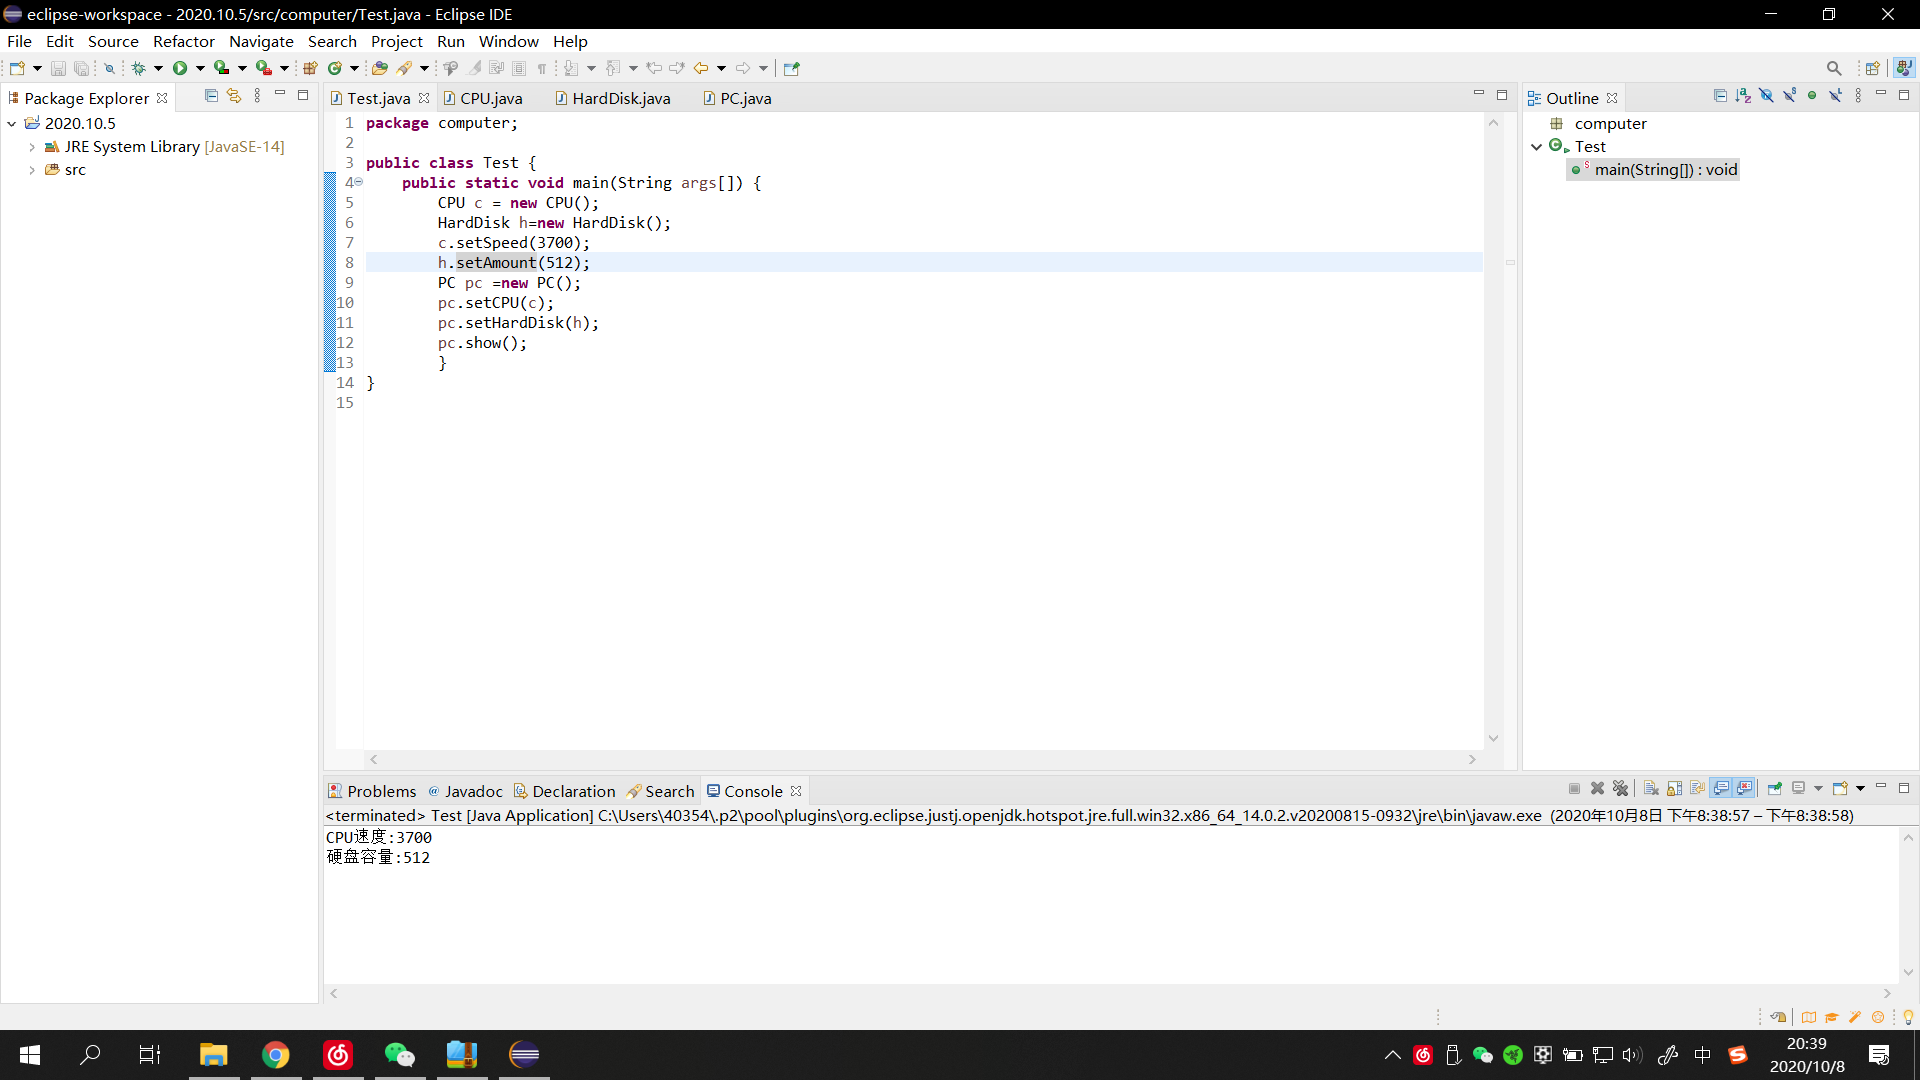 eclipse-workspace - 2020.10.5/src/computer/Test.java - Eclipse IDE
File Edit Source Refactor Navigate Search Project Run Window Help
Package Explorer
2020.10.5
JRE System Library [JavaSE-14]
src
Test.java CPU.java HardDisk.java PC.java
1 package computer;
2
3 public class Test {
4 public static void main(String args[]) {
5 CPU c = new CPU();
6 HardDisk h=new HardDisk();
7 c.setSpeed(3700);
8 h.setAmount(512);
9 PC pc =new PC();
10 pc.setCPU(c);
11 pc.setHardDisk(h);
12 pc.show();
13 }
14 }
15
Outline
computer
Test
main(String[]) : void
Problems @ Javadoc Declaration Search Console
<terminated> Test [Java Application] C:\Users\40354\.p2\pool\plugins\org.eclipse.justj.openjdk.hotspot.jre.full.win32.x86_64_14.0.2.v20200815-0932\jre\bin\javaw.exe (2020年10月8日 下午8:38:57 – 下午8:38:58)
CPU速度:3700
硬盘容量:512
中
20:39
2020/10/8